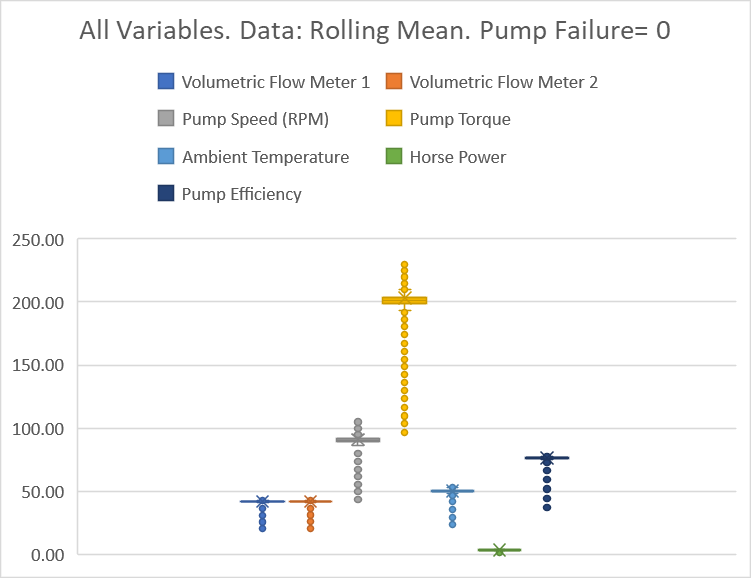 All Variables. Data: Rolling Mean. Pump Failure= 0
Volumetric Flow Meter 1
Volumetric Flow Meter 2
Pump Speed (RPM)
Pump Torque
Ambient Temperature
Horse Power
Pump Efficiency
250.00
200.00
150.00
100.00
50.00
0.00